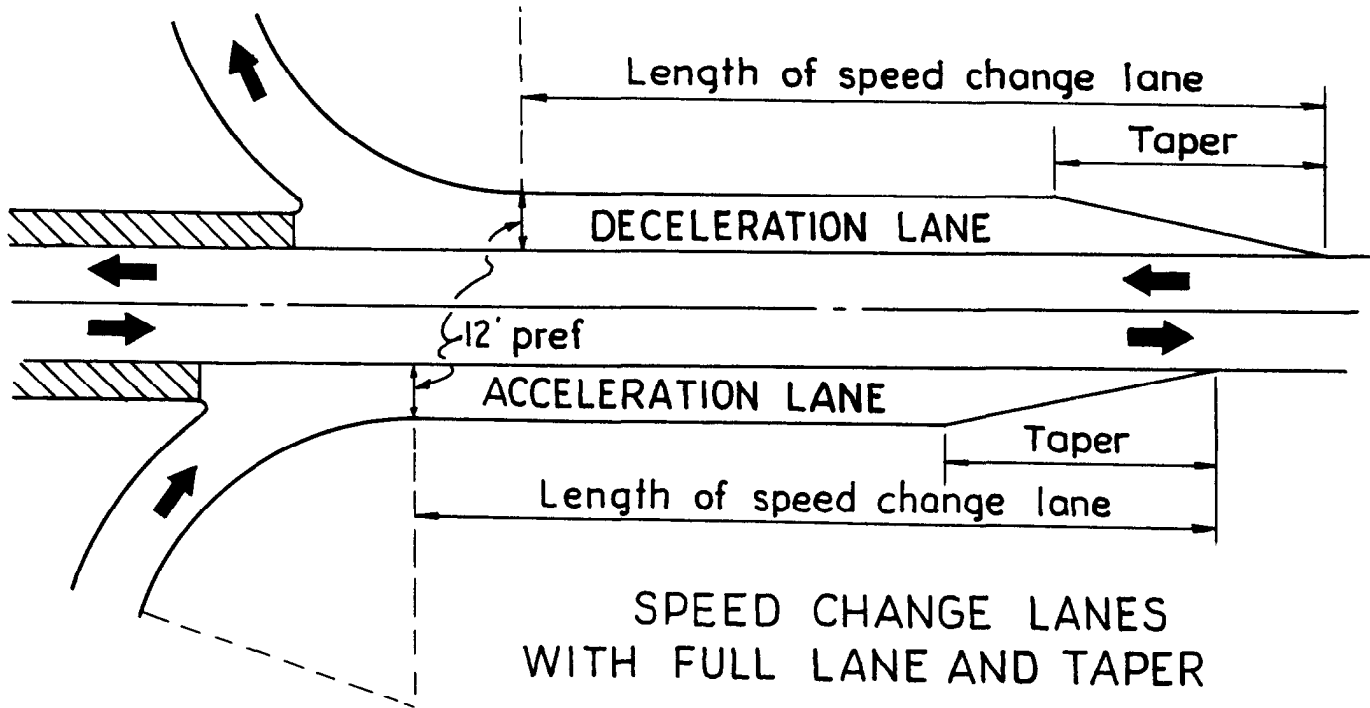 Length of speed change lane
Taper
DECELERATION LANE
12' pref
ACCELERATION LANE
Taper
Length of speed change lane
SPEED CHANGE LANES
WITH FULL LANE AND TAPER